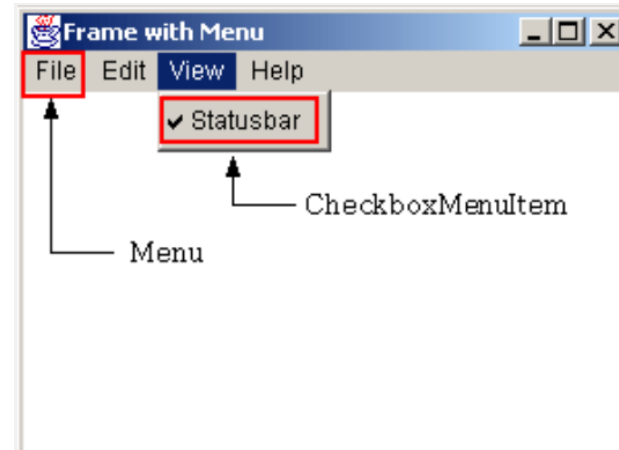 Frame with Menu
File Edit View Help
Statusbar
CheckboxMenuItem
Menu